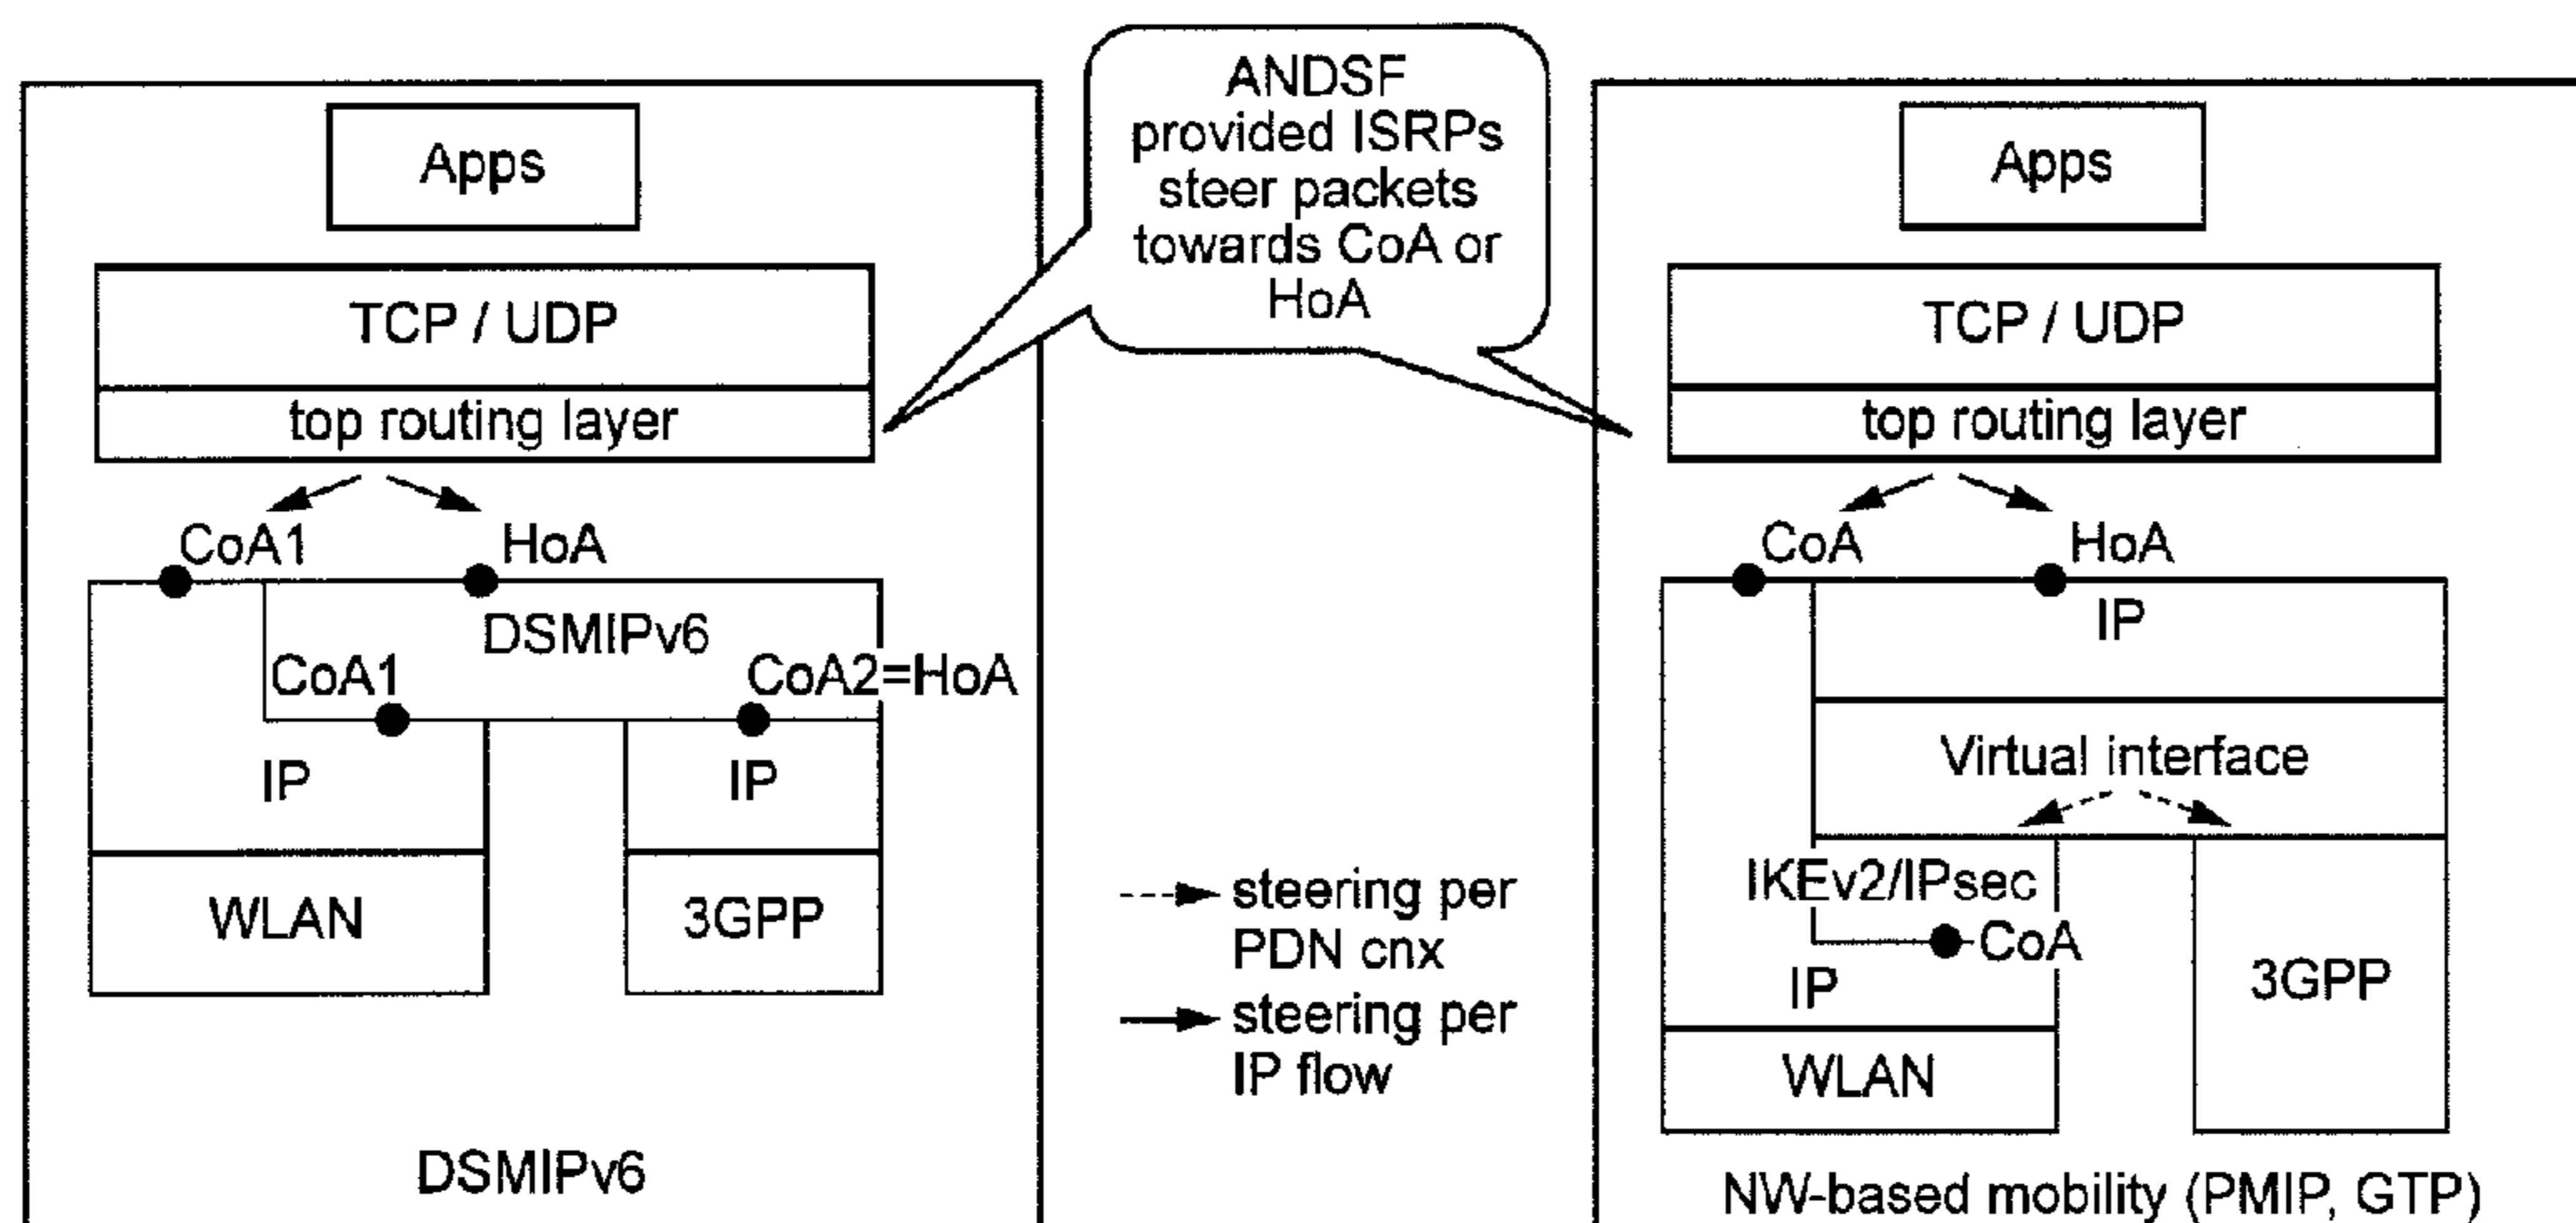 Apps
TCP / UDP
top routing layer
CoA1
HoA
DSMIPv6
CoA1
CoA2=HoA
IP
IP
WLAN
3GPP
DSMIPv6
ANDSF
provided ISRPs
steer packets
towards CoA or
HoA
steering per
PDN cnx
steering per
IP flow
Apps
TCP / UDP
top routing layer
CoA
HoA
IP
Virtual interface
IKEv2/IPsec
CoA
IP
3GPP
WLAN
NW-based mobility (PMIP, GTP)